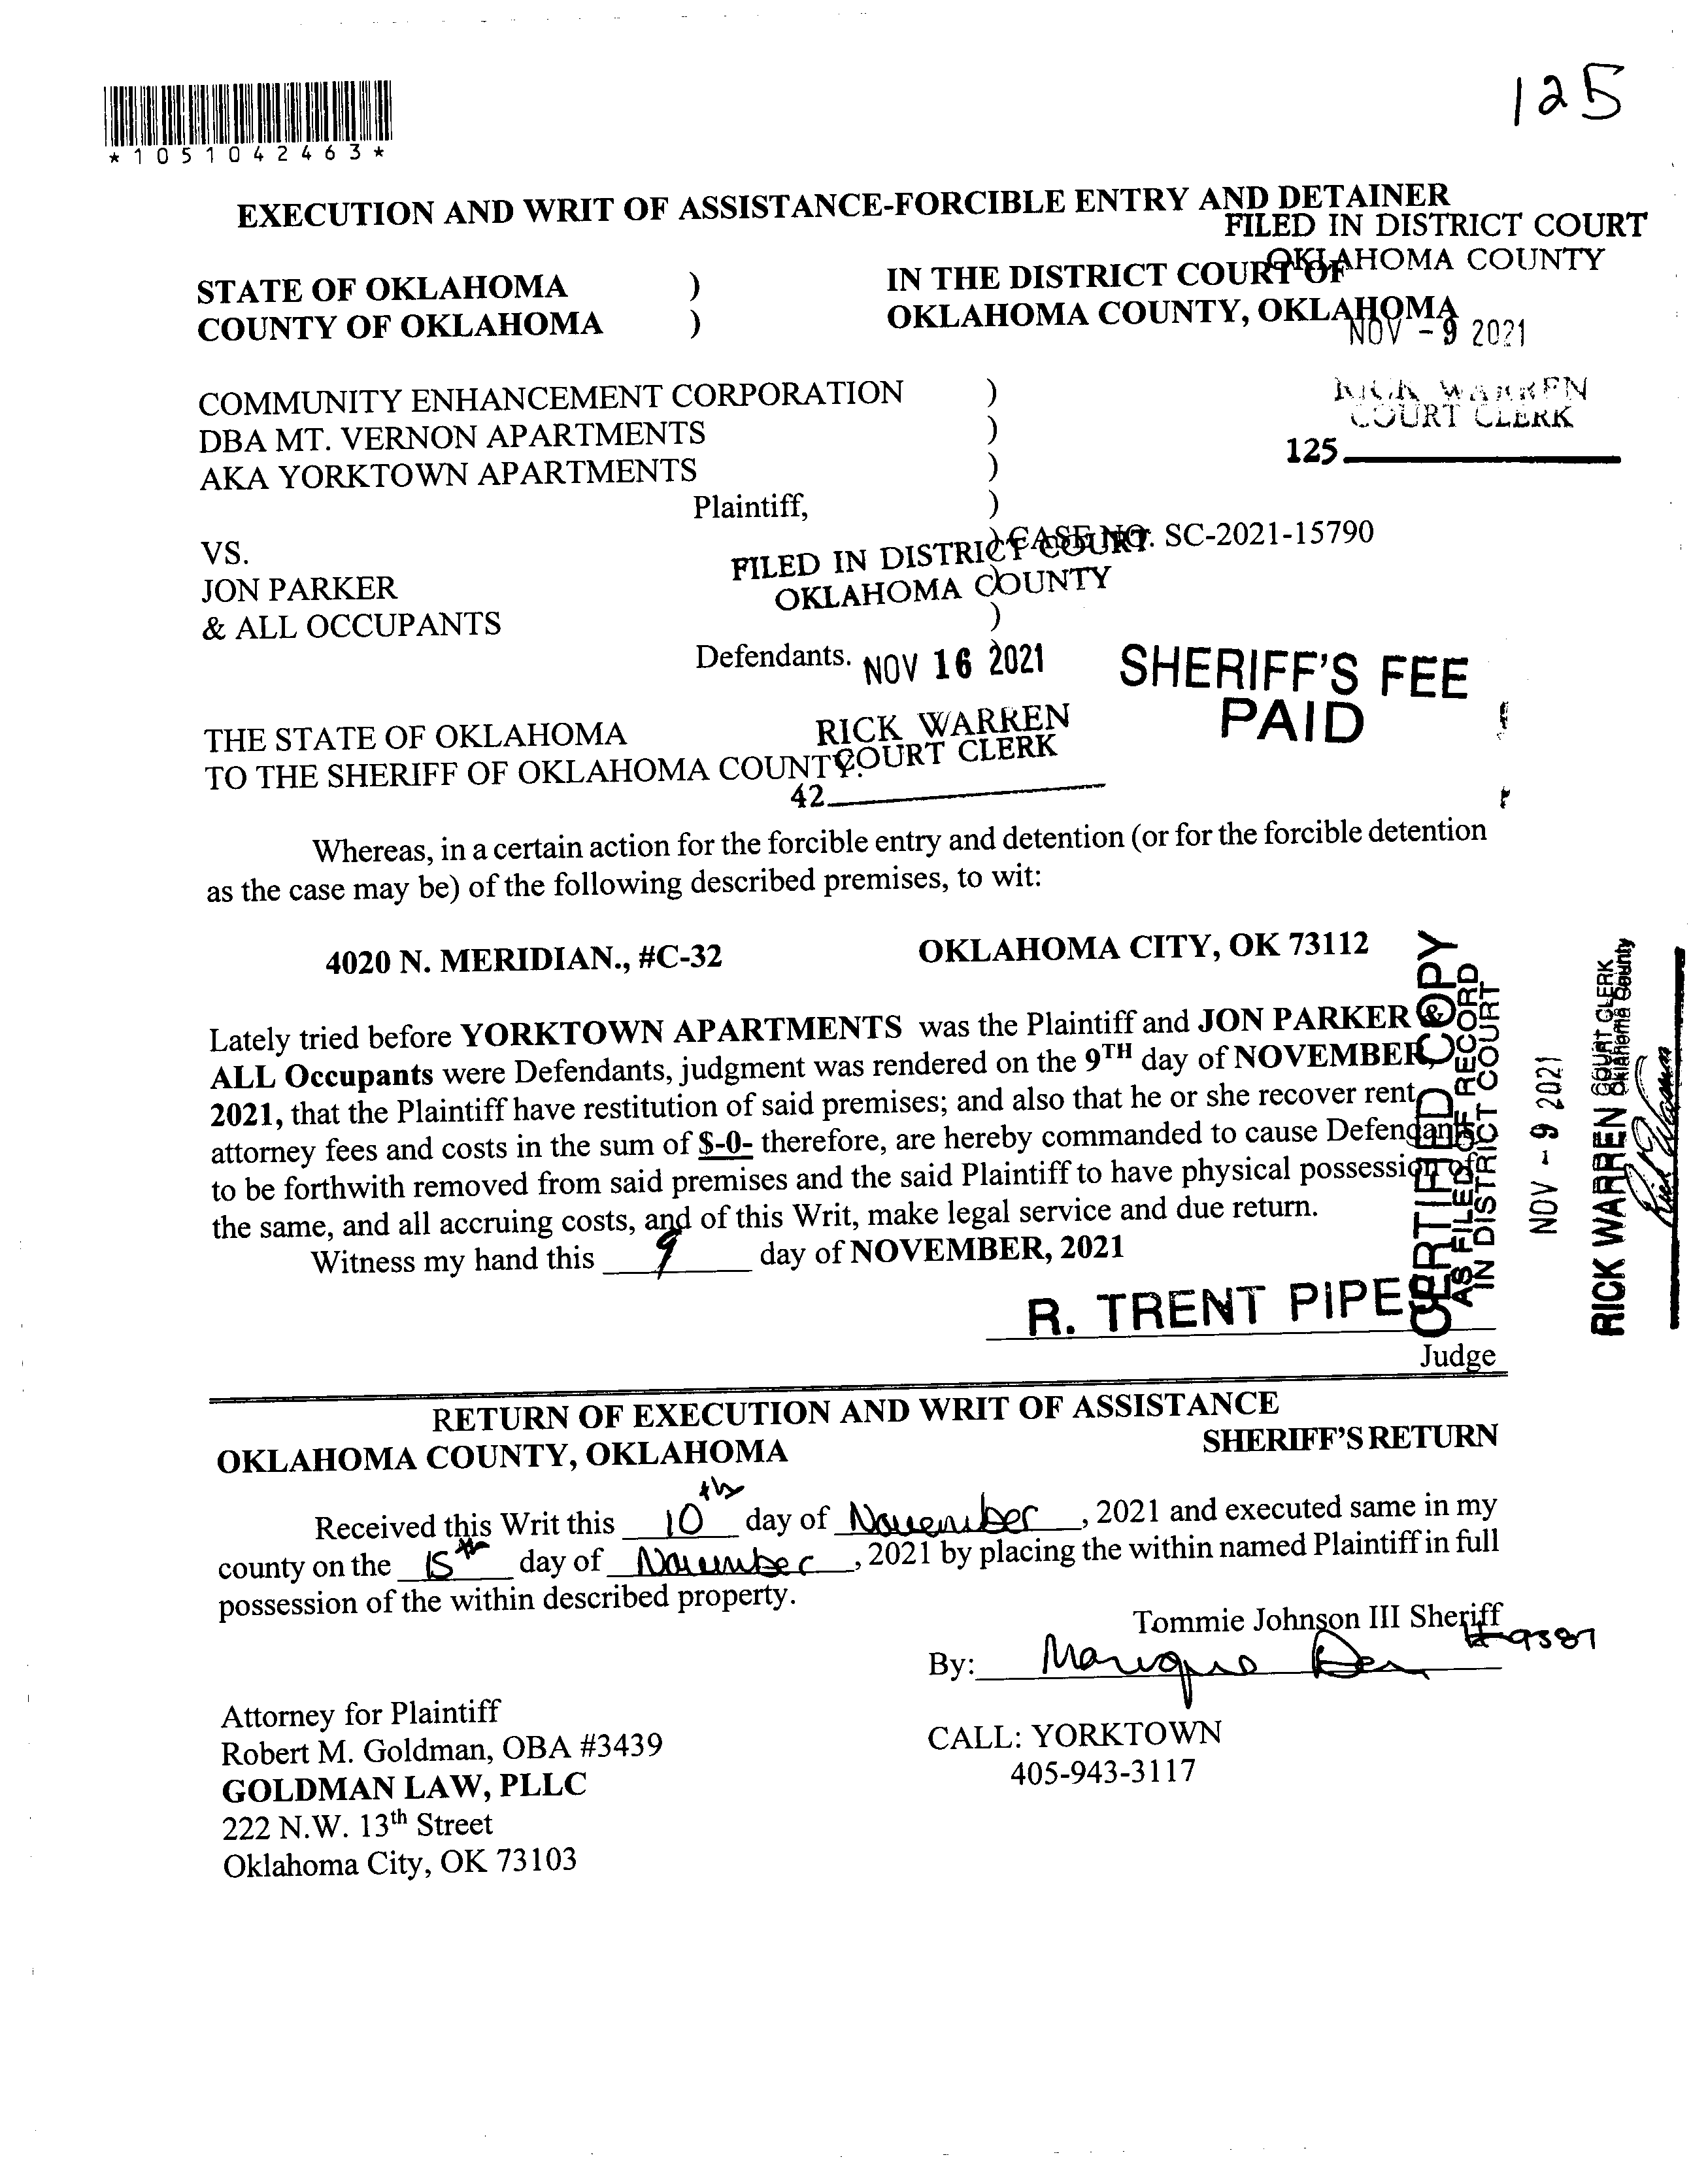 125
*1051042463*
EXECUTION AND WRIT OF ASSISTANCE-FORCIBLE ENTRY AND DETAINER
FILED IN DISTRICT COURT
OKLAHOMA COUNTY
STATE OF OKLAHOMA ) IN THE DISTRICT COURT OF
COUNTY OF OKLAHOMA ) OKLAHOMA COUNTY, OKLAHOMA
NOV - 9 2021
RICK WARREN
COURT CLERK
125
COMMUNITY ENHANCEMENT CORPORATION )
DBA MT. VERNON APARTMENTS )
AKA YORKTOWN APARTMENTS )
Plaintiff, )
VS. ) CASE NO. SC-2021-15790
JON PARKER )
& ALL OCCUPANTS )
Defendants. )
FILED IN DISTRICT COURT
OKLAHOMA COUNTY
NOV 16 2021
RICK WARREN
COURT CLERK
42
SHERIFF'S FEE
PAID
THE STATE OF OKLAHOMA
TO THE SHERIFF OF OKLAHOMA COUNTY:
Whereas, in a certain action for the forcible entry and detention (or for the forcible detention
as the case may be) of the following described premises, to wit:
4020 N. MERIDIAN., #C-32 OKLAHOMA CITY, OK 73112
Lately tried before YORKTOWN APARTMENTS was the Plaintiff and JON PARKER &
ALL Occupants were Defendants, judgment was rendered on the 9TH day of NOVEMBER,
2021, that the Plaintiff have restitution of said premises; and also that he or she recover rent,
attorney fees and costs in the sum of $-0- therefore, are hereby commanded to cause Defendants
to be forthwith removed from said premises and the said Plaintiff to have physical possession of
the same, and all accruing costs, and of this Writ, make legal service and due return.
Witness my hand this 9 day of NOVEMBER, 2021
R. TRENT PIPES
Judge
CERTIFIED COPY
AS FILED OF RECORD
IN DISTRICT COURT
NOV - 9 2021
RICK WARREN COURT CLERK
Oklahoma County
Rick Warren
RETURN OF EXECUTION AND WRIT OF ASSISTANCE
OKLAHOMA COUNTY, OKLAHOMA SHERIFF'S RETURN
Received this Writ this 10th day of November, 2021 and executed same in my
county on the 15th day of November, 2021 by placing the within named Plaintiff in full
possession of the within described property.
Tommie Johnson III Sheriff
By:
Attorney for Plaintiff
Robert M. Goldman, OBA #3439
GOLDMAN LAW, PLLC
222 N.W. 13th Street
Oklahoma City, OK 73103
CALL: YORKTOWN
405-943-3117